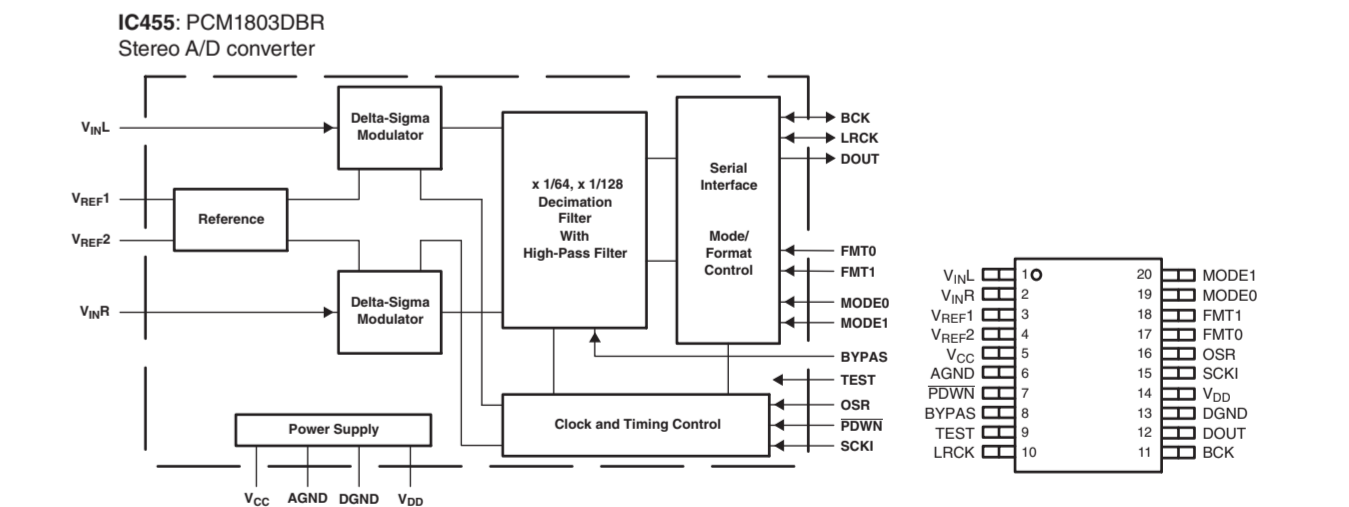 IC455: PCM1803DBR
Stereo A/D converter
VINL
VREF1
VREF2
VINR
Reference
Delta-Sigma
Modulator
Delta-Sigma
Modulator
x 1/64, x 1/128
Decimation
Filter
With
High-Pass Filter
Serial
Interface
Mode/
Format
Control
BCK
LRCK
DOUT
FMT0
FMT1
MODE0
MODE1
BYPAS
TEST
OSR
PDWN
SCKI
Clock and Timing Control
Power Supply
VCC AGND DGND VDD
VINL 1 20 MODE1
VINR 2 19 MODE0
VREF1 3 18 FMT1
VREF2 4 17 FMT0
VCC 5 16 OSR
AGND 6 15 SCKI
PDWN 7 14 VDD
BYPAS 8 13 DGND
TEST 9 12 DOUT
LRCK 10 11 BCK